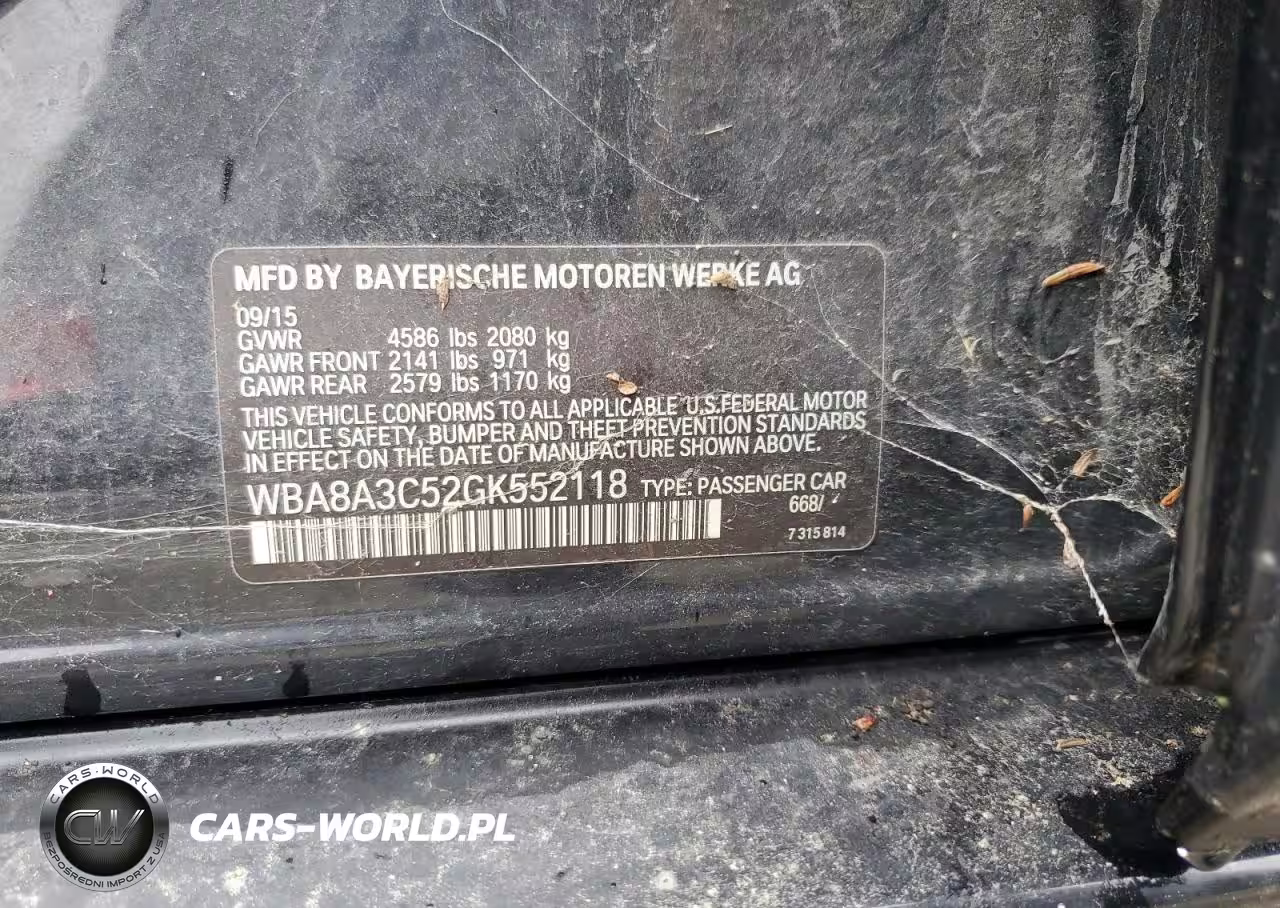 MFD BY BAYERISCHE MOTOREN WERKE AG
09/15
GVWR 4586 lbs 2080 kg
GAWR FRONT 2141 lbs 971 kg
GAWR REAR 2579 lbs 1170 kg
THIS VEHICLE CONFORMS TO ALL APPLICABLE U.S.FEDERAL MOTOR
VEHICLE SAFETY, BUMPER AND THEFT PREVENTION STANDARDS
IN EFFECT ON THE DATE OF MANUFACTURE SHOWN ABOVE.
WBA8A3C52GK552118 TYPE: PASSENGER CAR
668/
7 315 814
CARS-WORLD
CW
BEZPOŚREDNI IMPORT Z USA
CARS-WORLD.PL